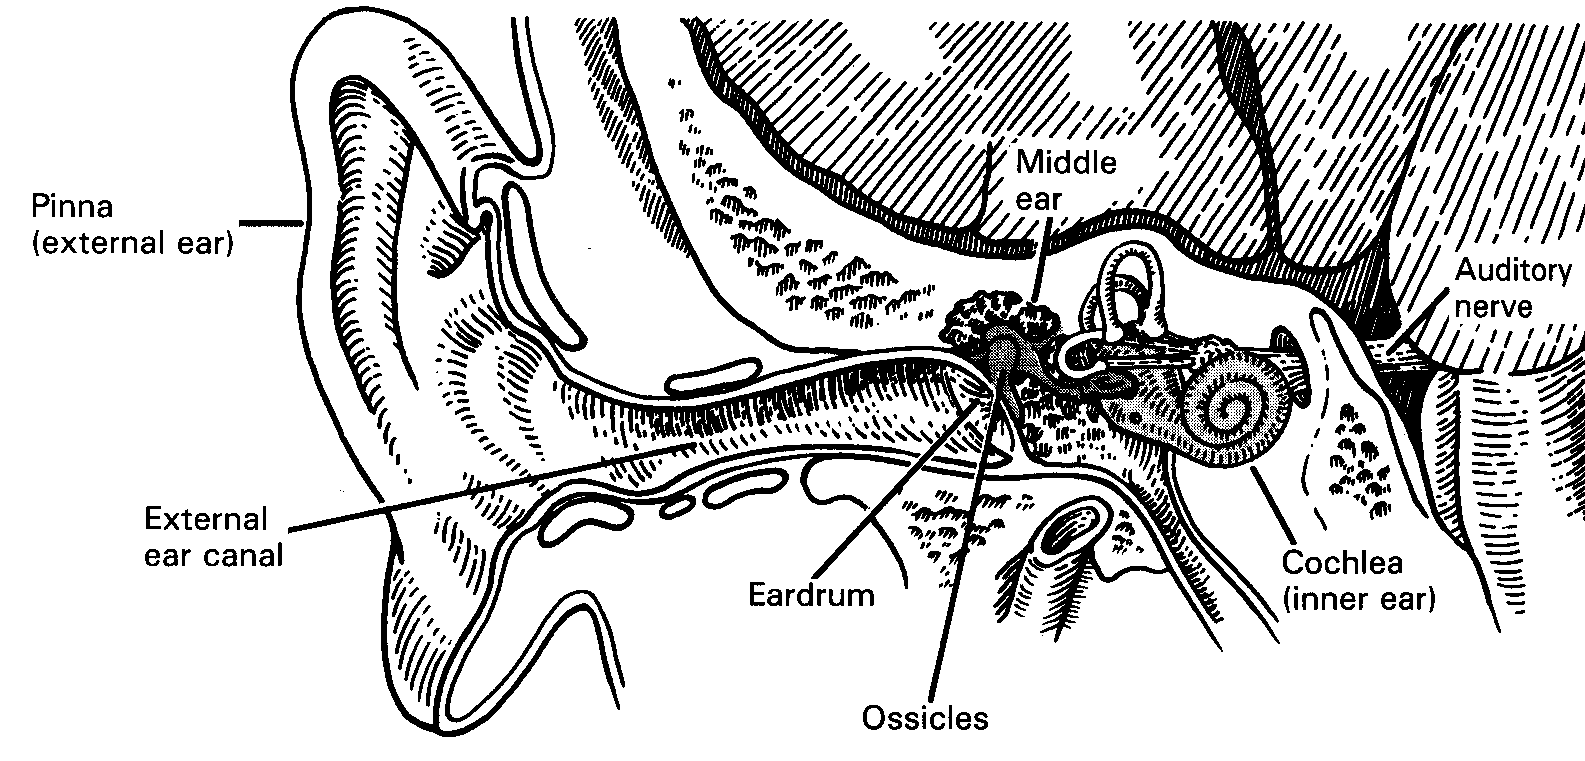 Middle
ear
Pinna
(external ear)
Auditory
nerve
External
ear canal
Eardrum
Cochlea
(inner ear)
Ossicles